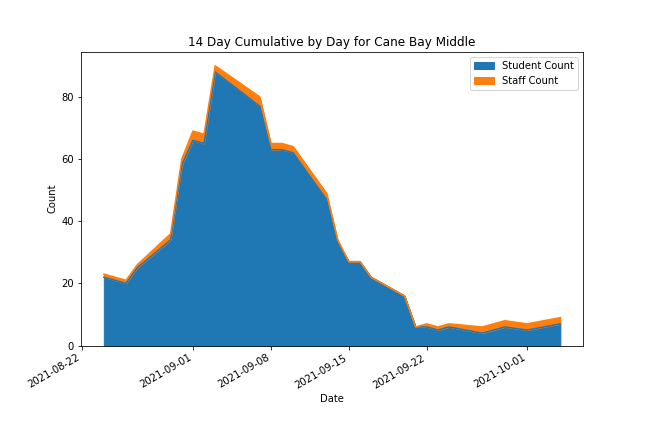 14 Day Cumulative by Day for Cane Bay Middle
Student Count
Staff Count
80
60
40
20
0
Count
2021-08-22
2021-09-01
2021-09-08
2021-09-15
2021-09-22
2021-10-01
Date